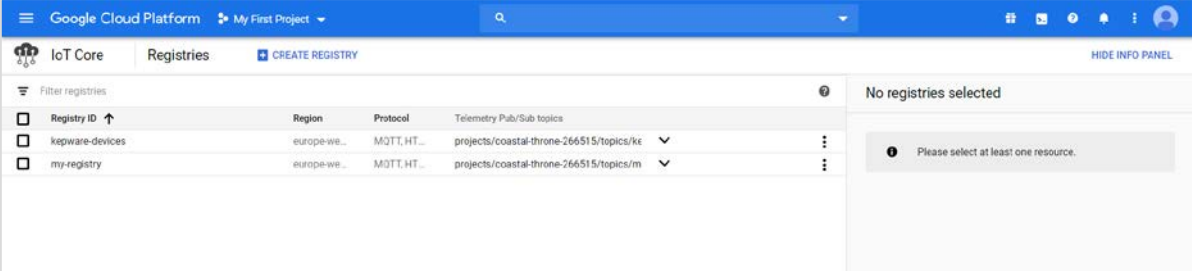 Google Cloud Platform My First Project
IoT Core Registries CREATE REGISTRY HIDE INFO PANEL
Filter registries
No registries selected
Registry ID Region Protocol Telemetry Pub/Sub topics
kepware-devices europe-we... MQTT, HT... projects/coastal-throne-266515/topics/ke
my-registry europe-we... MQTT, HT... projects/coastal-throne-266515/topics/m
Please select at least one resource.